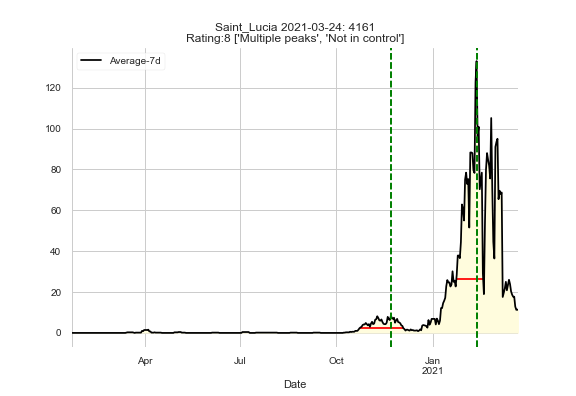 Saint_Lucia 2021-03-24: 4161
Rating:8 ['Multiple peaks', 'Not in control']
Average-7d
120
100
80
60
40
20
0
Apr
Jul
Oct
Jan
2021
Date